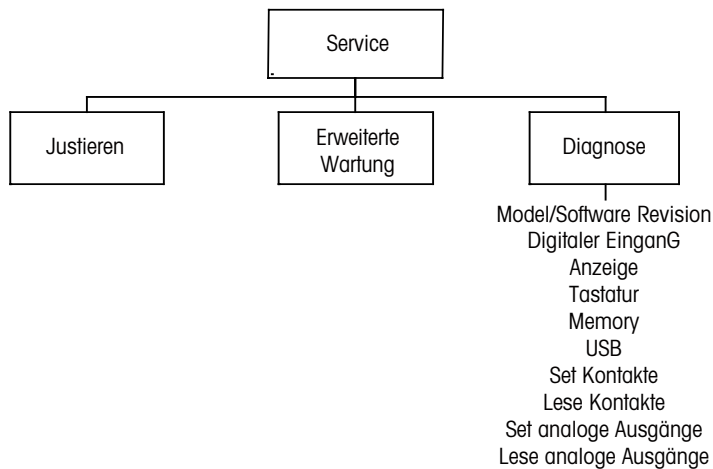 Service
Justieren
Erweiterte
Wartung
Diagnose
Model/Software Revision
Digitaler EinganG
Anzeige
Tastatur
Memory
USB
Set Kontakte
Lese Kontakte
Set analoge Ausgänge
Lese analoge Ausgänge